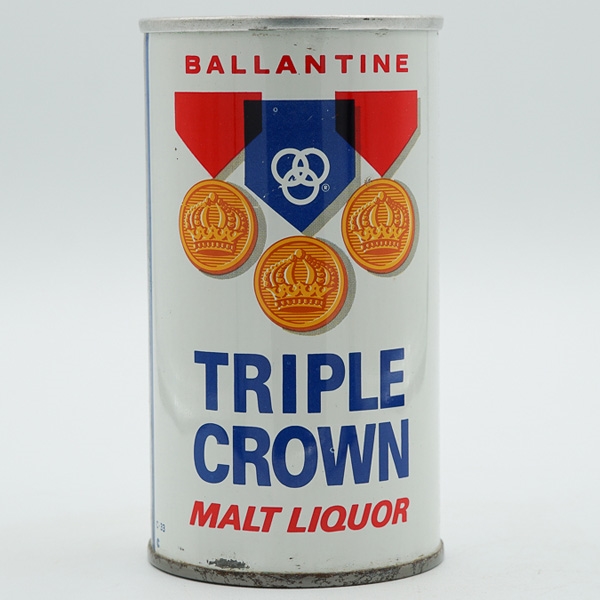 BALLANTINE
®
TRIPLE
CROWN
MALT LIQUOR